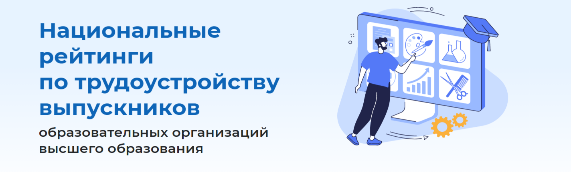 Национальные
рейтинги
по трудоустройству
выпускников
образовательных организаций
высшего образования